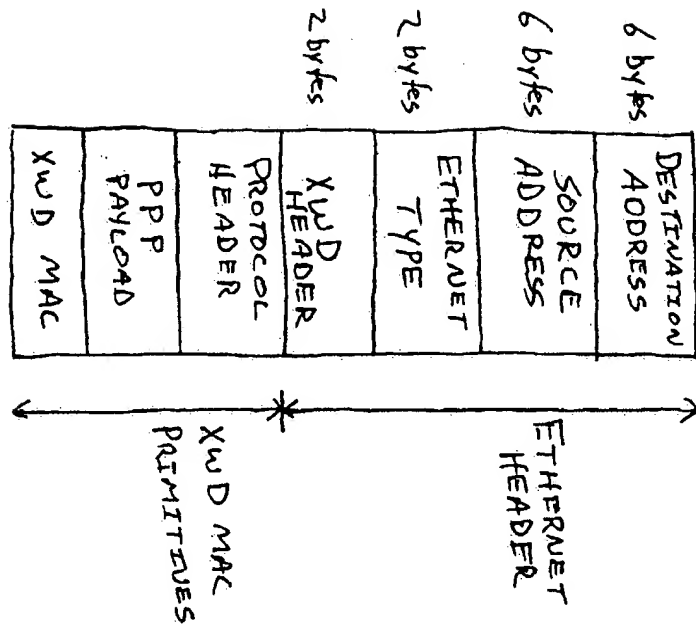 6 bytes
6 bytes
2 bytes
2 bytes
DESTINATION
ADDRESS
SOURCE
ADDRESS
ETHERNET
TYPE
XWD
HEADER
PROTOCOL
HEADER
PPP
PAYLOAD
XWD MAC
ETHERNET
HEADER
XWD MAC
PRIMITIVES